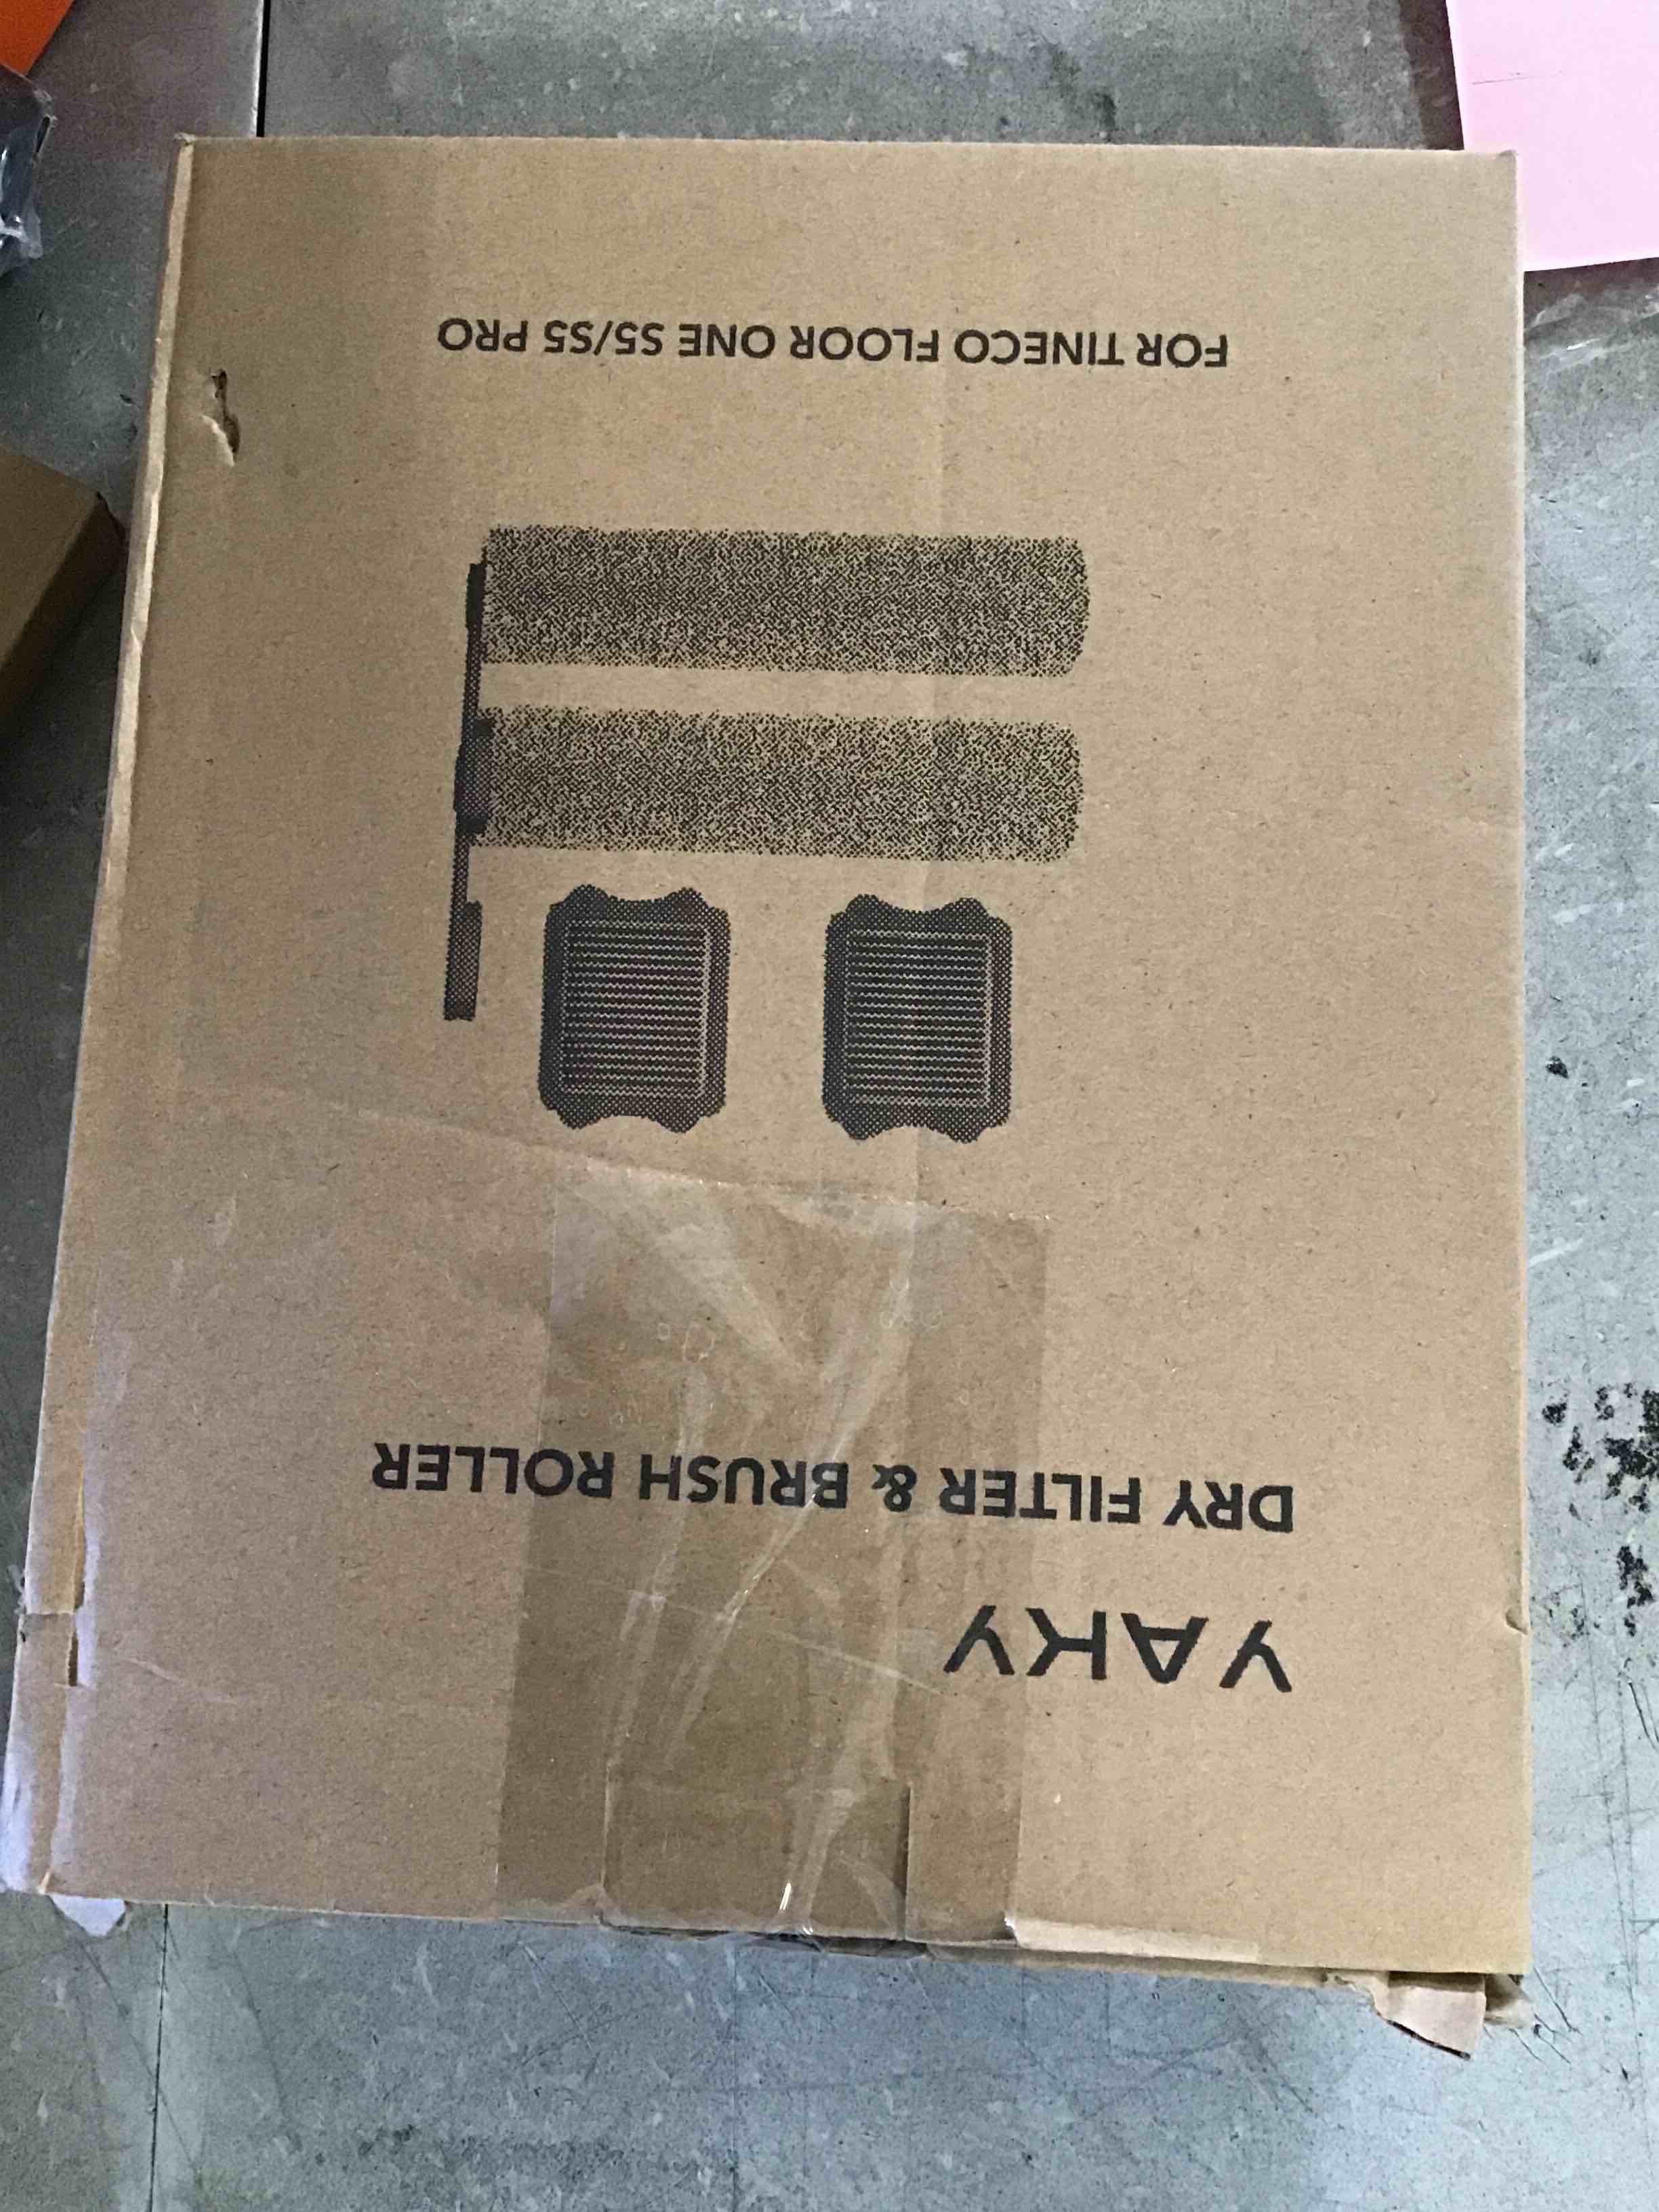 YAKY
DRY FILTER & BRUSH ROLLER
FOR TINECO FLOOR ONE S5/S5 PRO